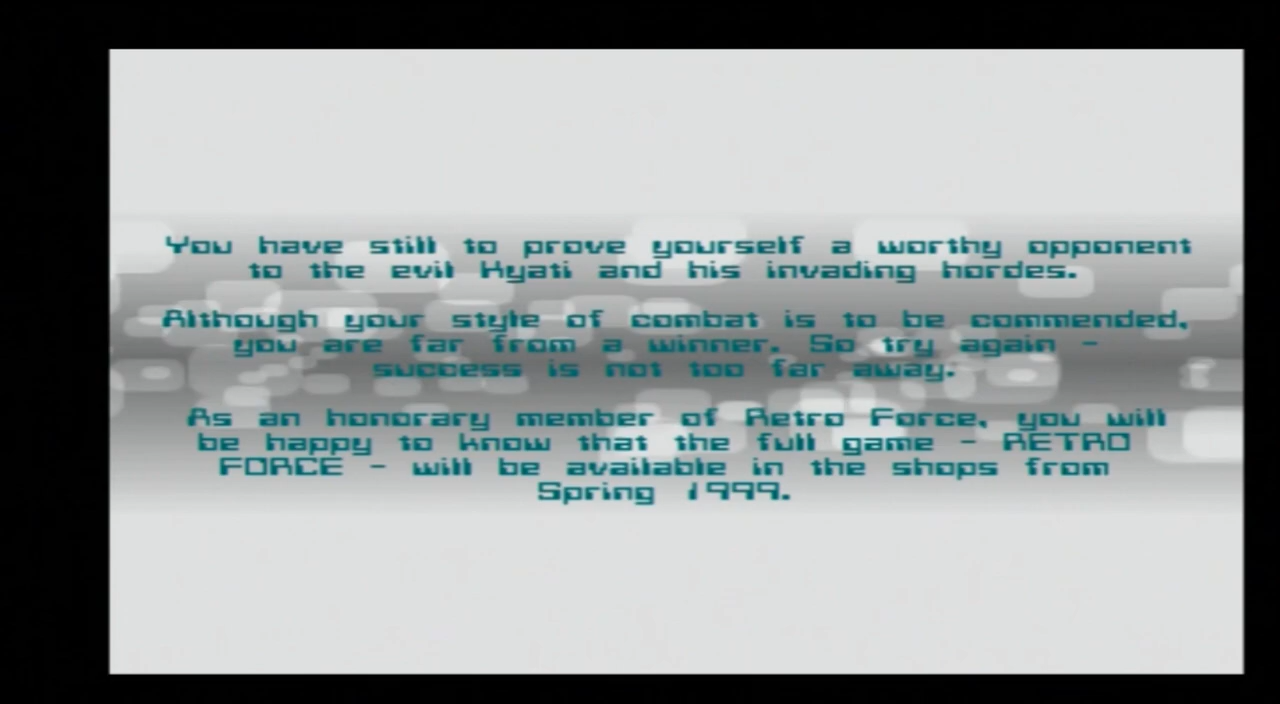 You have still to prove yourself a worthy opponent
to the evil Kyati and his invading hordes.
Although your style of combat is to be commended,
you are far from a winner. So try again -
success is not too far away.
As an honorary member of Retro Force, you will
be happy to know that the full game - RETRO
FORCE - will be available in the shops from
Spring 1999.